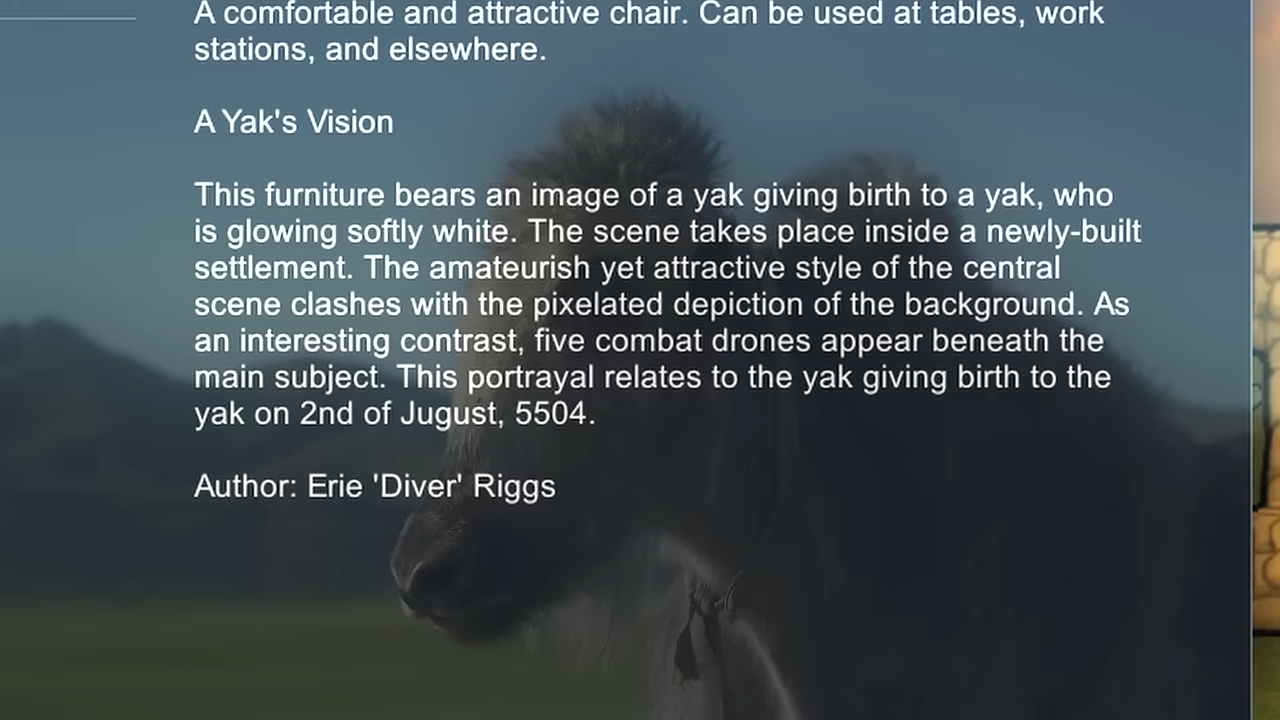 A comfortable and attractive chair. Can be used at tables, work
stations, and elsewhere.
A Yak's Vision
This furniture bears an image of a yak giving birth to a yak, who
is glowing softly white. The scene takes place inside a newly-built
settlement. The amateurish yet attractive style of the central
scene clashes with the pixelated depiction of the background. As
an interesting contrast, five combat drones appear beneath the
main subject. This portrayal relates to the yak giving birth to the
yak on 2nd of Jugust, 5504.
Author: Erie 'Diver' Riggs